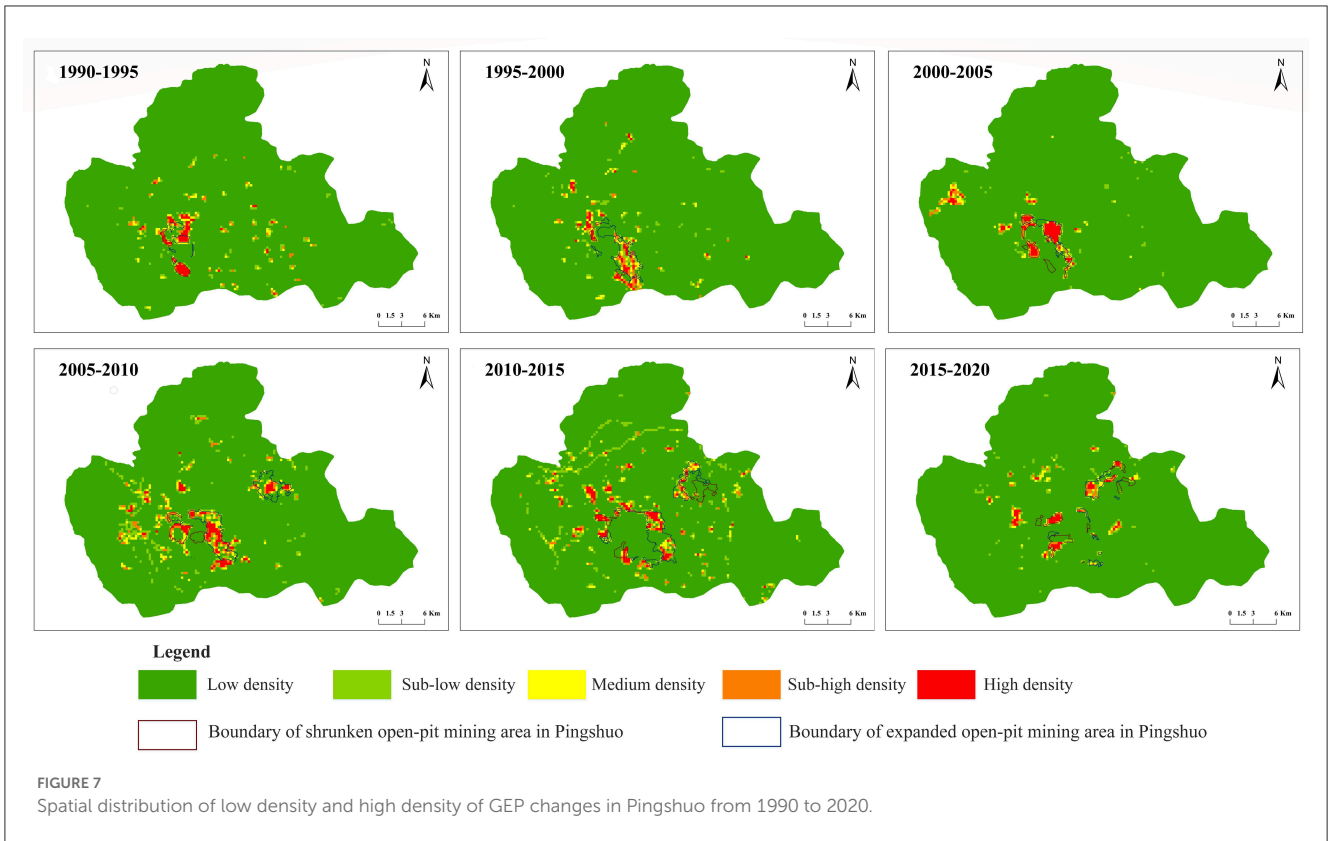 1990-1995
N
0 1.5 3 6 Km
1995-2000
N
0 1.5 3 6 Km
2000-2005
N
0 1.5 3 6 Km
2005-2010
N
0 1.5 3 6 Km
2010-2015
N
0 1.5 3 6 Km
2015-2020
N
0 1.5 3 6 Km
Legend
Low density
Sub-low density
Medium density
Sub-high density
High density
Boundary of shrunken open-pit mining area in Pingshuo
Boundary of expanded open-pit mining area in Pingshuo
FIGURE 7
Spatial distribution of low density and high density of GEP changes in Pingshuo from 1990 to 2020.